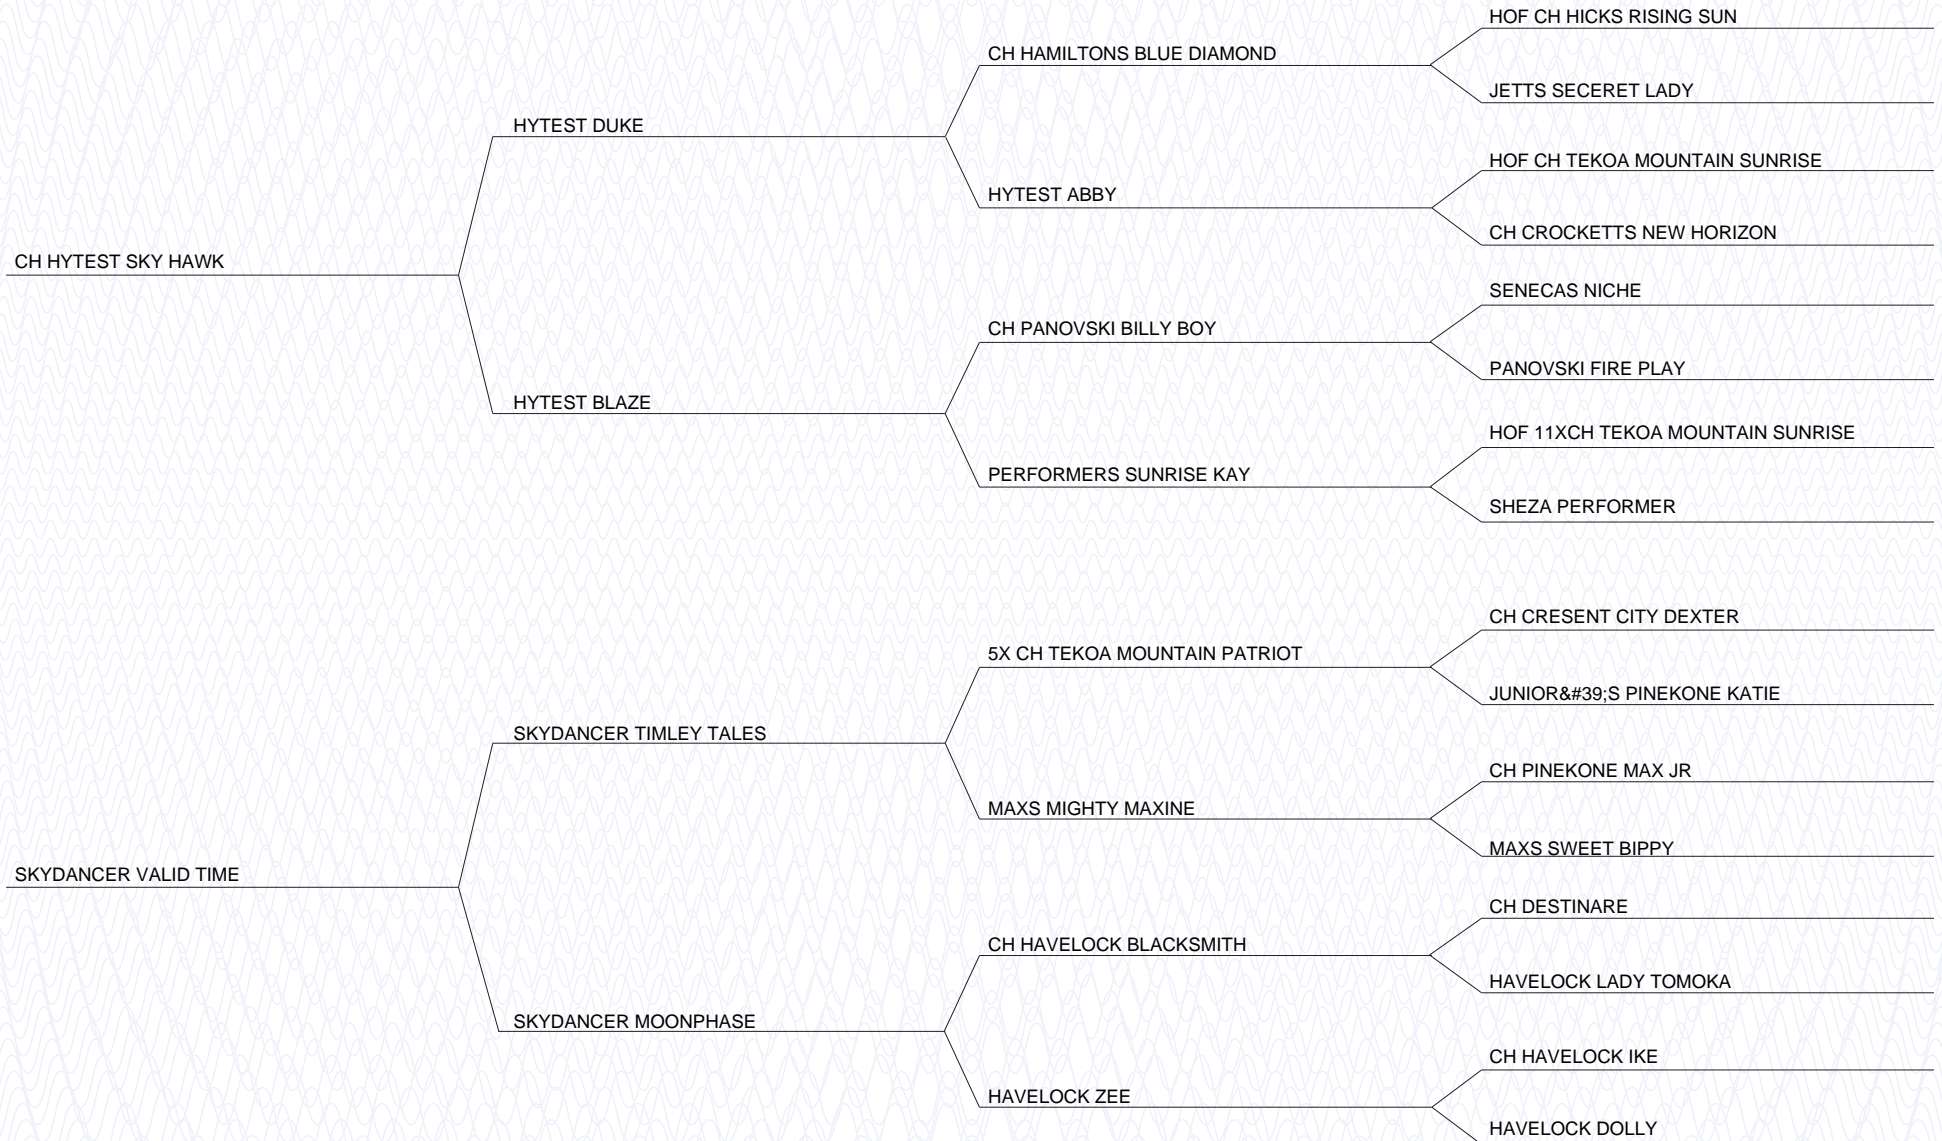 HOF CH HICKS RISING SUN
CH HAMILTONS BLUE DIAMOND
JETTS SECERET LADY
HYTEST DUKE
HOF CH TEKOA MOUNTAIN SUNRISE
HYTEST ABBY
CH CROCKETTS NEW HORIZON
CH HYTEST SKY HAWK
SENECAS NICHE
CH PANOVSKI BILLY BOY
PANOVSKI FIRE PLAY
HYTEST BLAZE
HOF 11XCH TEKOA MOUNTAIN SUNRISE
PERFORMERS SUNRISE KAY
SHEZA PERFORMER
CH CRESENT CITY DEXTER
5X CH TEKOA MOUNTAIN PATRIOT
JUNIOR&#39;S PINEKONE KATIE
SKYDANCER TIMLEY TALES
CH PINEKONE MAX JR
MAXS MIGHTY MAXINE
MAXS SWEET BIPPY
SKYDANCER VALID TIME
CH DESTINARE
CH HAVELOCK BLACKSMITH
HAVELOCK LADY TOMOKA
SKYDANCER MOONPHASE
CH HAVELOCK IKE
HAVELOCK ZEE
HAVELOCK DOLLY